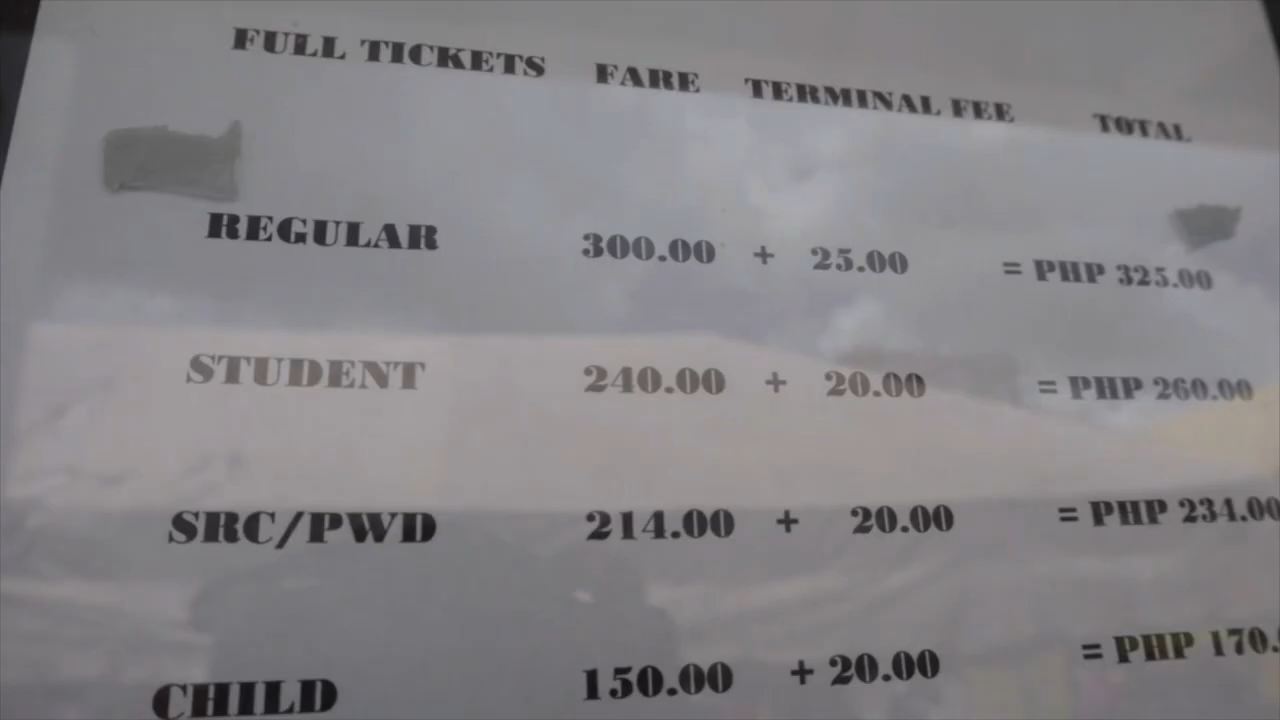 FULL TICKETS FARE TERMINAL FEE TOTAL
REGULAR 300.00 + 25.00 = PHP 325.00
STUDENT 240.00 + 20.00 = PHP 260.00
SRC/PWD 214.00 + 20.00 = PHP 234.00
CHILD 150.00 + 20.00 = PHP 170.